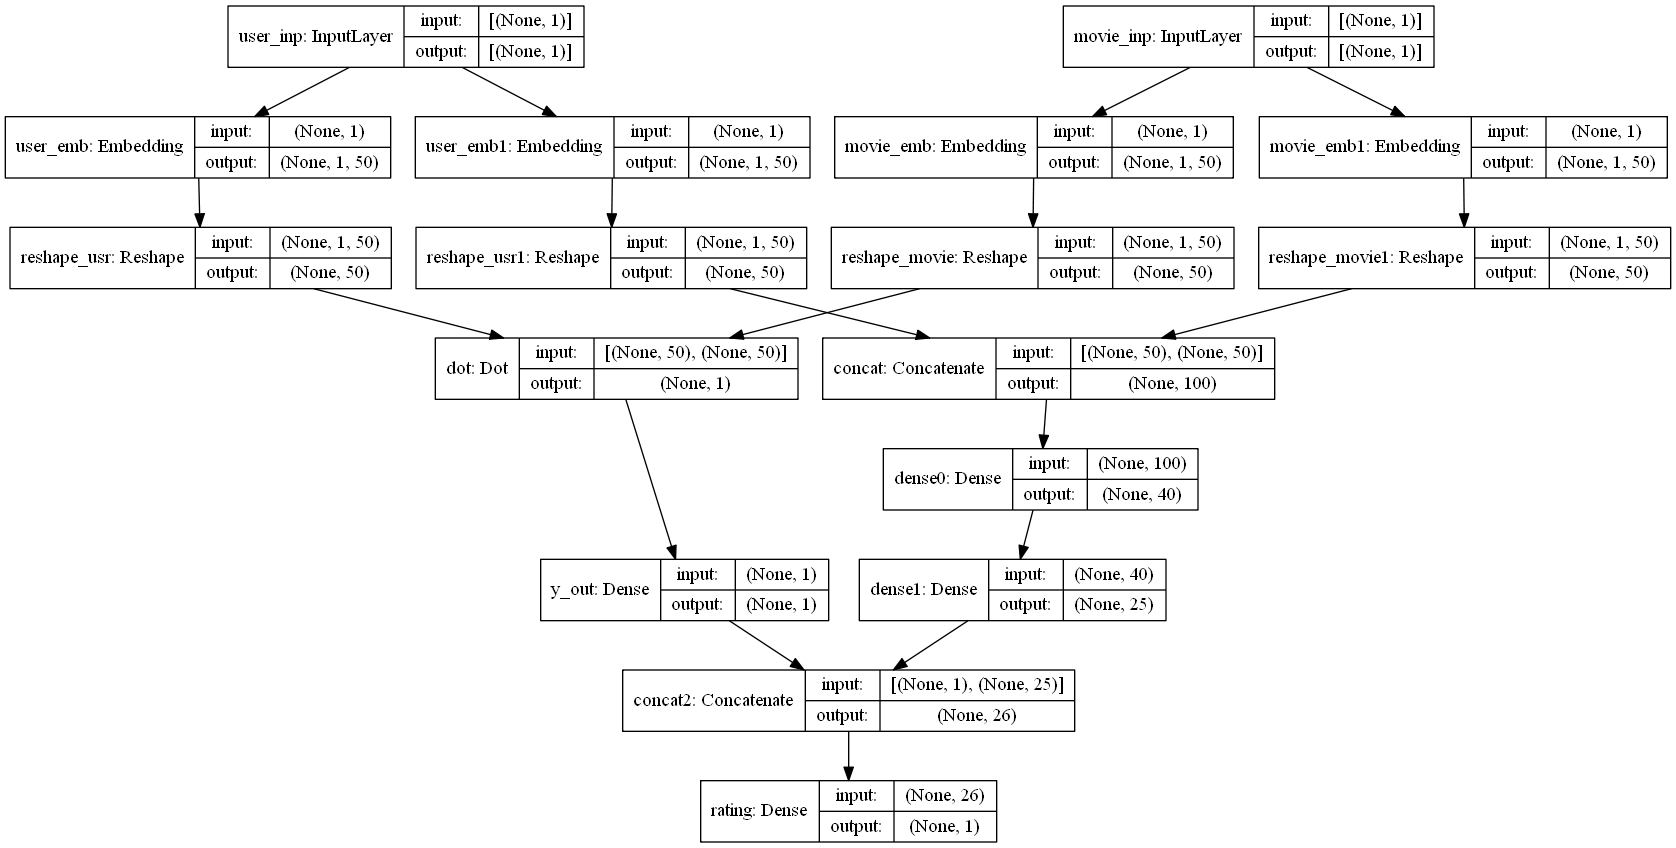 user_inp: InputLayer
input:
[(None, 1)]
output:
[(None, 1)]
movie_inp: InputLayer
input:
[(None, 1)]
output:
[(None, 1)]
user_emb: Embedding
input:
(None, 1)
output:
(None, 1, 50)
user_emb1: Embedding
input:
(None, 1)
output:
(None, 1, 50)
movie_emb: Embedding
input:
(None, 1)
output:
(None, 1, 50)
movie_emb1: Embedding
input:
(None, 1)
output:
(None, 1, 50)
reshape_usr: Reshape
input:
(None, 1, 50)
output:
(None, 50)
reshape_usr1: Reshape
input:
(None, 1, 50)
output:
(None, 50)
reshape_movie: Reshape
input:
(None, 1, 50)
output:
(None, 50)
reshape_movie1: Reshape
input:
(None, 1, 50)
output:
(None, 50)
dot: Dot
input:
[(None, 50), (None, 50)]
output:
(None, 1)
concat: Concatenate
input:
[(None, 50), (None, 50)]
output:
(None, 100)
dense0: Dense
input:
(None, 100)
output:
(None, 40)
y_out: Dense
input:
(None, 1)
output:
(None, 1)
dense1: Dense
input:
(None, 40)
output:
(None, 25)
concat2: Concatenate
input:
[(None, 1), (None, 25)]
output:
(None, 26)
rating: Dense
input:
(None, 26)
output:
(None, 1)